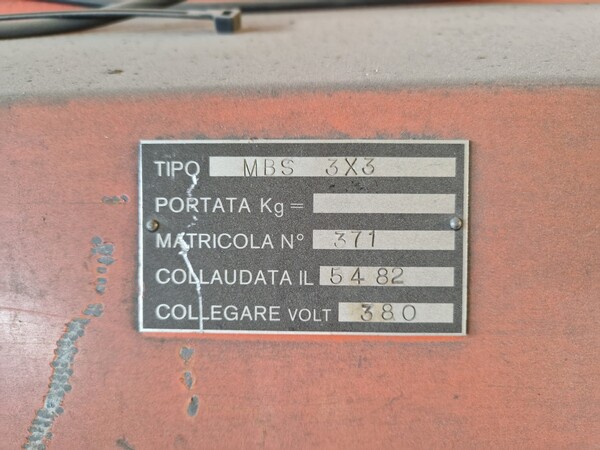 TIPO MBS 3X3
PORTATA Kg =
MATRICOLA N° 371
COLLAUDATA IL 5 4 82
COLLEGARE VOLT 380